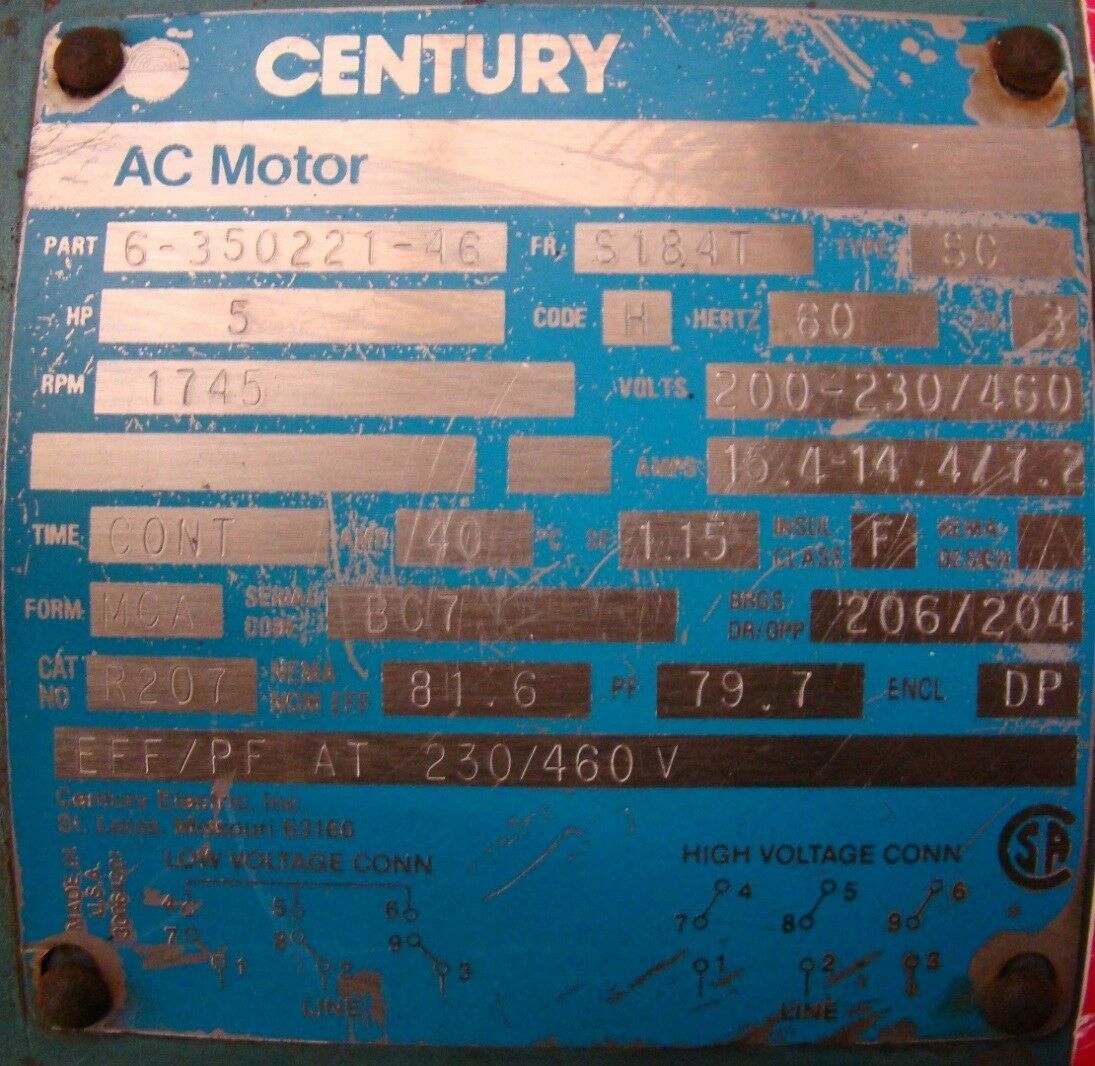 CENTURY
AC Motor
PART 6-350221-46 FR. S184T TYPE SC
HP 5 CODE H HERTZ 60 PH 3
RPM 1745 VOLTS 200-230/460
AMPS 15.4-14.4/7.2
TIME CONT AMB 40 °C SF 1.15 INSUL CLASS F NEMA DESIGN
FORM MCA SERIAL CODE BC7 BRGS DR/OPP 206/204
CAT NO R207 NEMA NOM EFF 81.6 PF 79.7 ENCL DP
EFF/PF AT 230/460 V
Century Electric, Inc.
St. Louis, Missouri 63166
MADE IN U.S.A.
LOW VOLTAGE CONN HIGH VOLTAGE CONN
CSA
4 5 6 4 5 6
7 8 9 7 8 9
1 2 3 1 2 3
LINE LINE